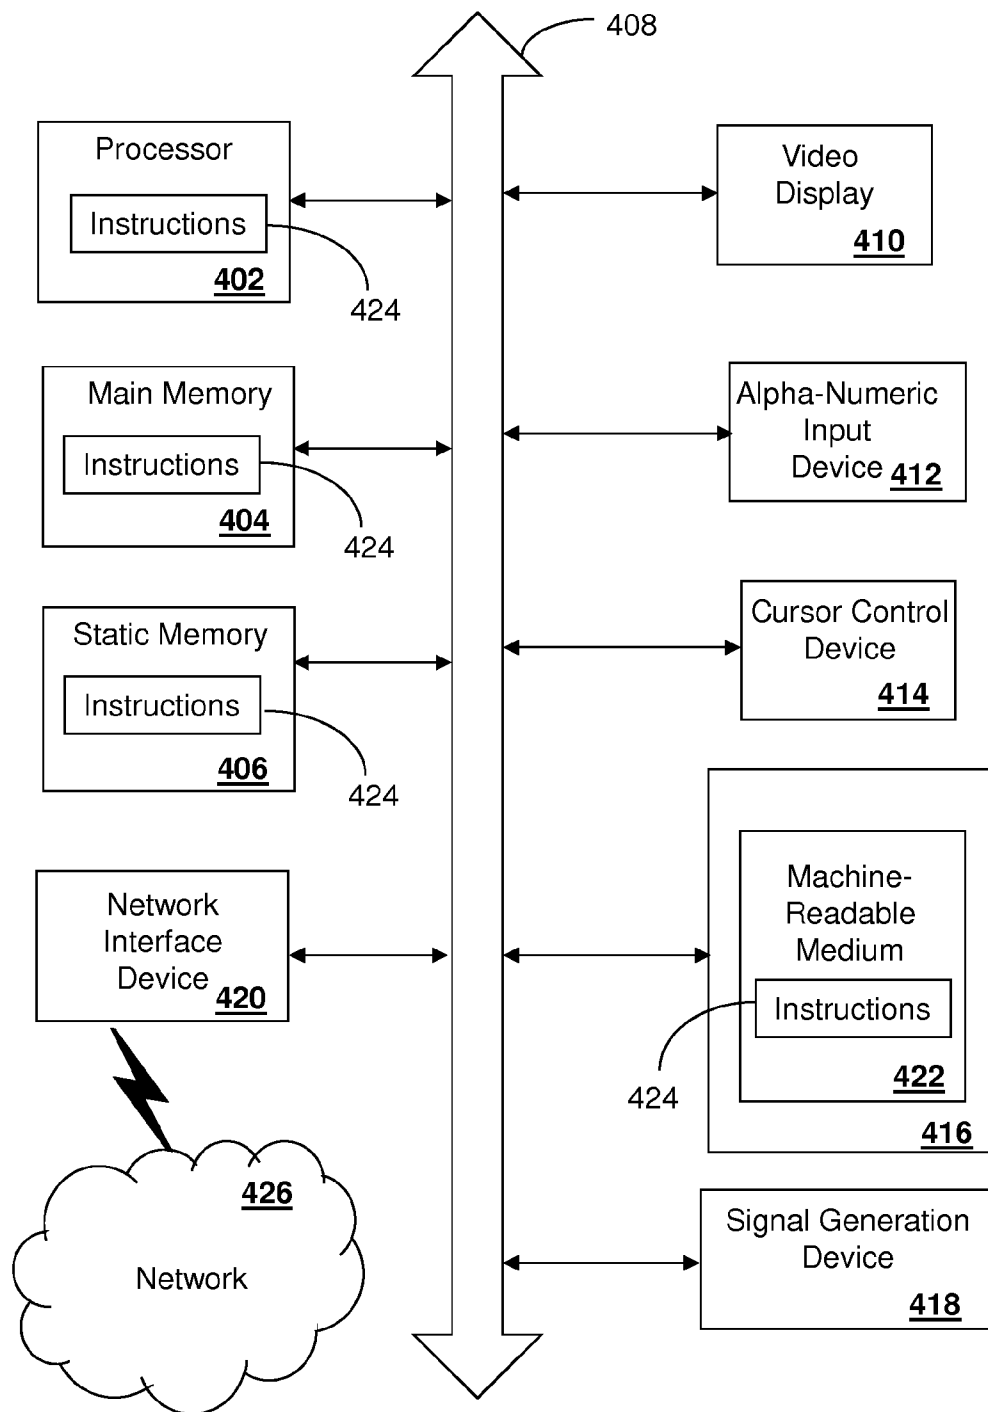 408
Processor
Instructions
402
424
Main Memory
Instructions
404
424
Static Memory
Instructions
406
424
Network
Interface
Device
420
426
Network
Video
Display
410
Alpha-Numeric
Input
Device
412
Cursor Control
Device
414
Machine-
Readable
Medium
Instructions
424
422
416
Signal Generation
Device
418